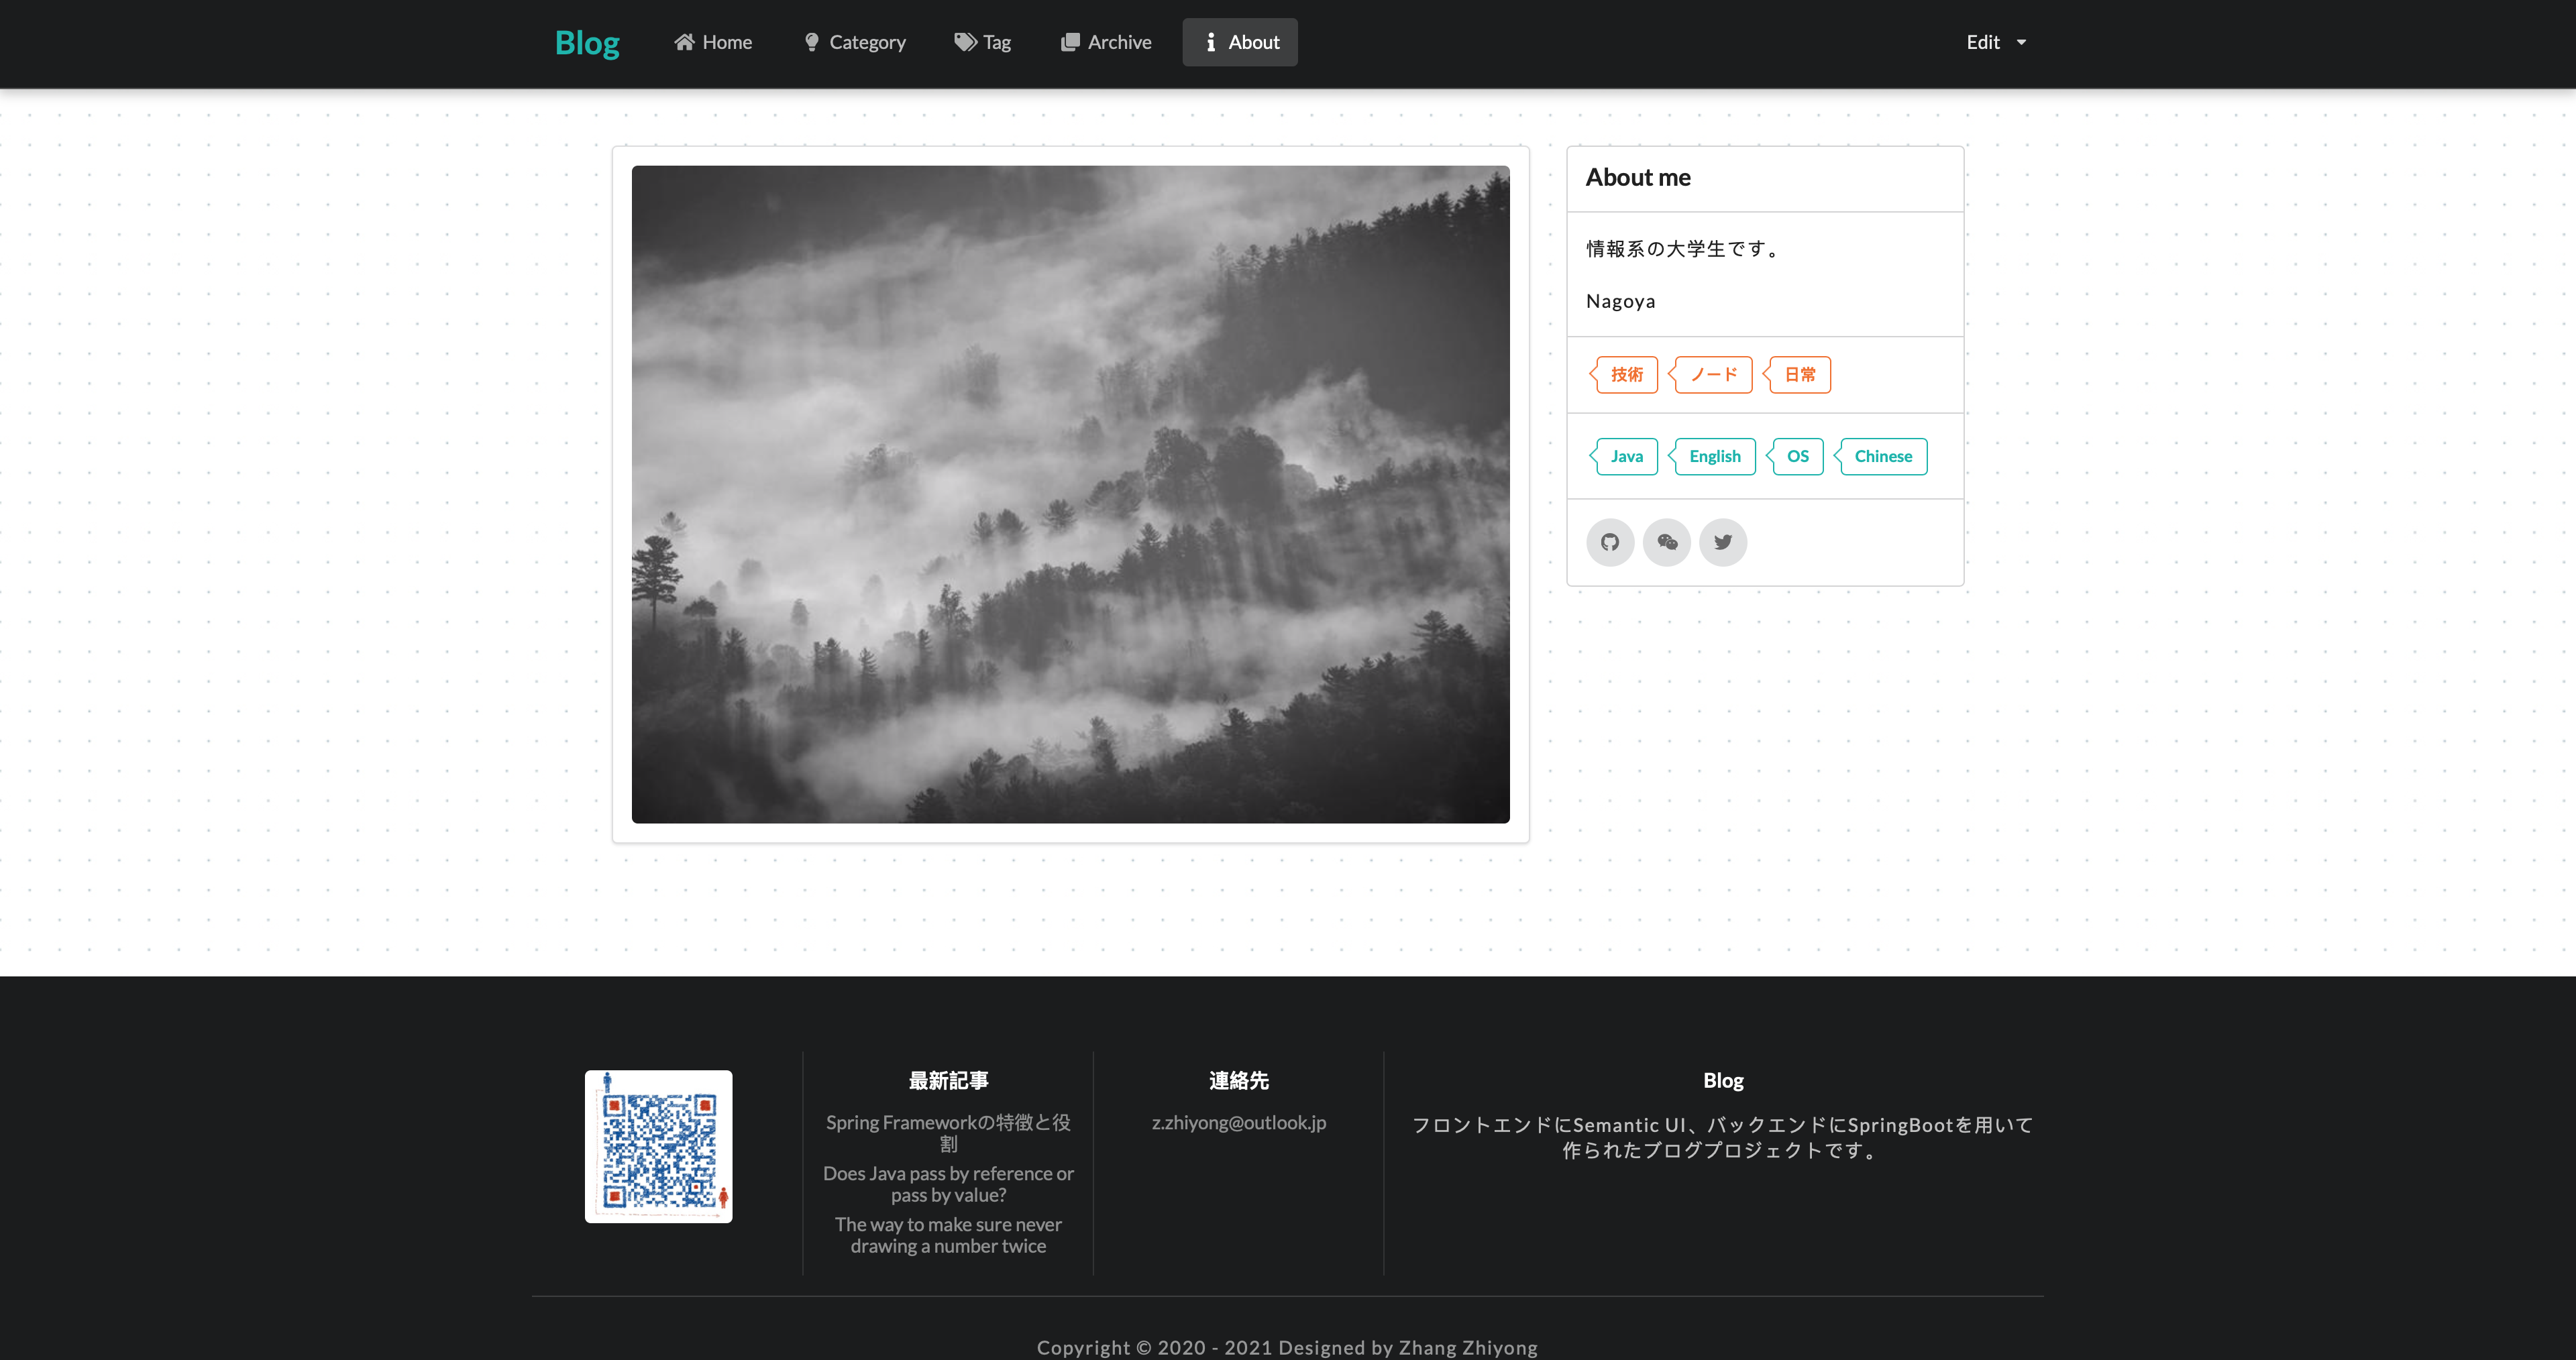 Blog
Home
Category
Tag
Archive
About
Edit
About me
情報系の大学生です。
Nagoya
技術
ノード
日常
Java
English
OS
Chinese
最新記事
Spring Frameworkの特徴と役
割
Does Java pass by reference or
pass by value?
The way to make sure never
drawing a number twice
連絡先
z.zhiyong@outlook.jp
Blog
フロントエンドにSemantic UI、バックエンドにSpringBootを用いて
作られたブログプロジェクトです。
Copyright © 2020 - 2021 Designed by Zhang Zhiyong